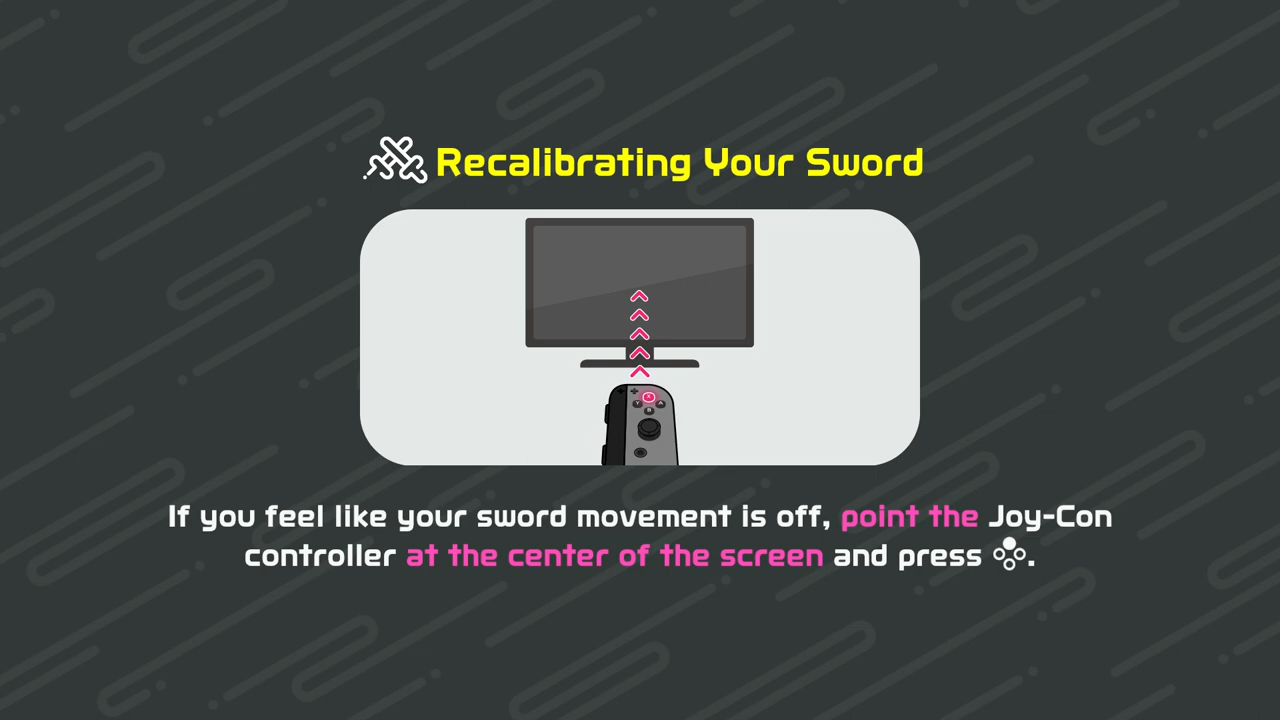 Recalibrating Your Sword
X
Y A
B
If you feel like your sword movement is off, point the Joy-Con
controller at the center of the screen and press .